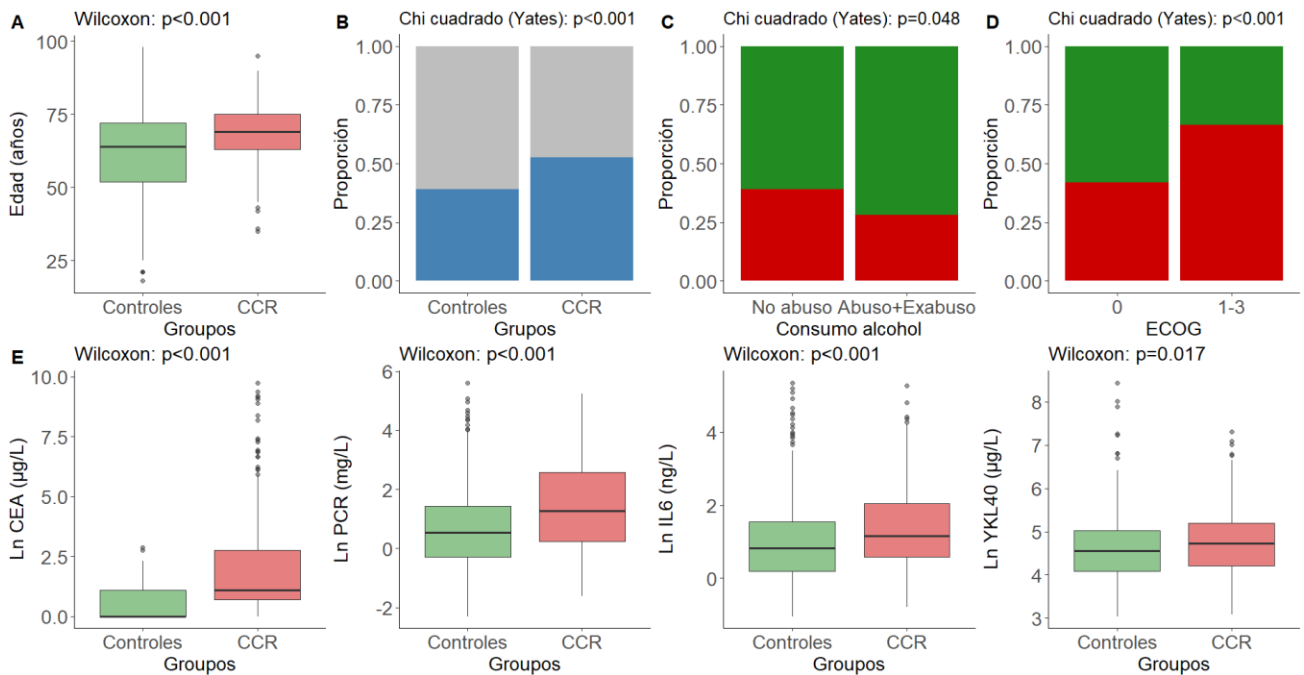 A
Wilcoxon: p<0.001
Edad (años)
100
75
50
25
Controles CCR
Groupos
B
Chi cuadrado (Yates): p<0.001
Proporción
1.00
0.75
0.50
0.25
0.00
Controles CCR
Grupos
C
Chi cuadrado (Yates): p=0.048
Proporción
1.00
0.75
0.50
0.25
0.00
No abuso Abuso+Exabuso
Consumo alcohol
D
Chi cuadrado (Yates): p<0.001
Proporción
1.00
0.75
0.50
0.25
0.00
0 1-3
ECOG
E
Wilcoxon: p<0.001
Ln CEA (µg/L)
10.0
7.5
5.0
2.5
0.0
Controles CCR
Groupos
Wilcoxon: p<0.001
Ln PCR (mg/L)
6
4
2
0
-2
Controles CCR
Groupos
Wilcoxon: p<0.001
Ln IL6 (ng/L)
4
2
0
Controles CCR
Groupos
Wilcoxon: p=0.017
Ln YKL40 (µg/L)
8
7
6
5
4
3
Controles CCR
Groupos